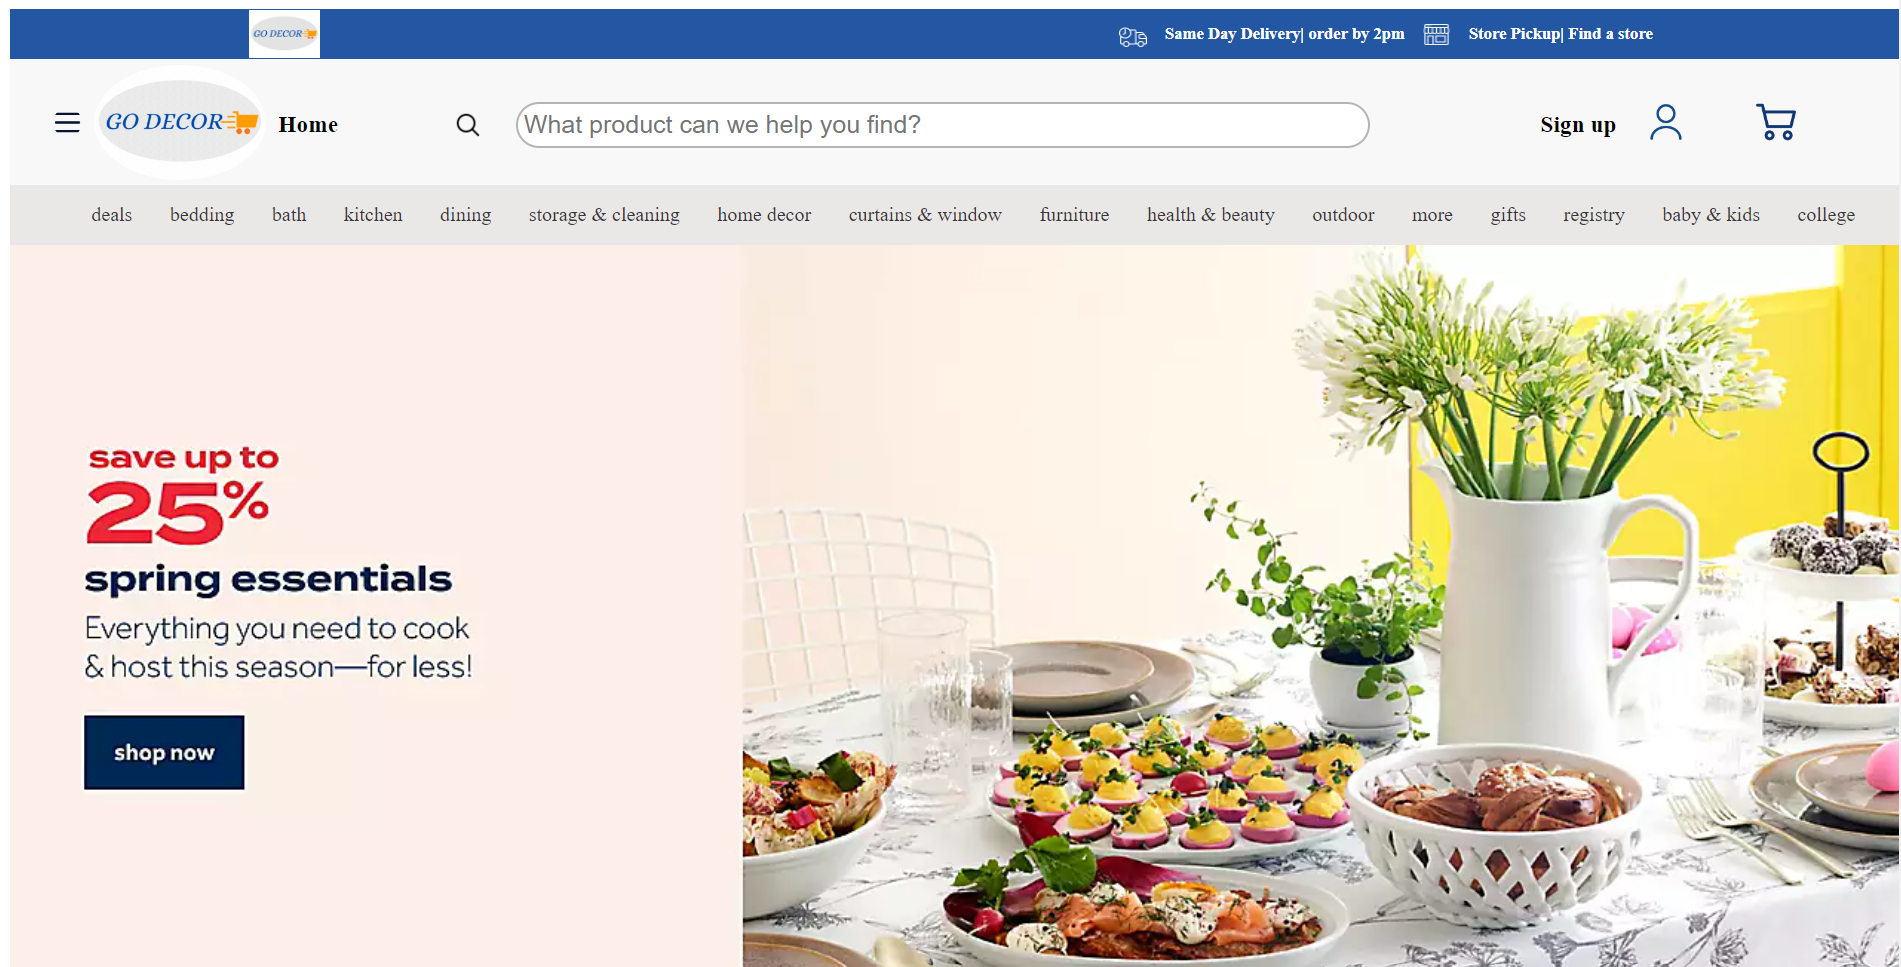 GO DECOR
Same Day Delivery| order by 2pm
Store Pickup| Find a store
GO DECOR
Home
What product can we help you find?
Sign up
deals bedding bath kitchen dining storage & cleaning home decor curtains & window furniture health & beauty outdoor more gifts registry baby & kids college
save up to
25%
spring essentials
Everything you need to cook
& host this season—for less!
shop now